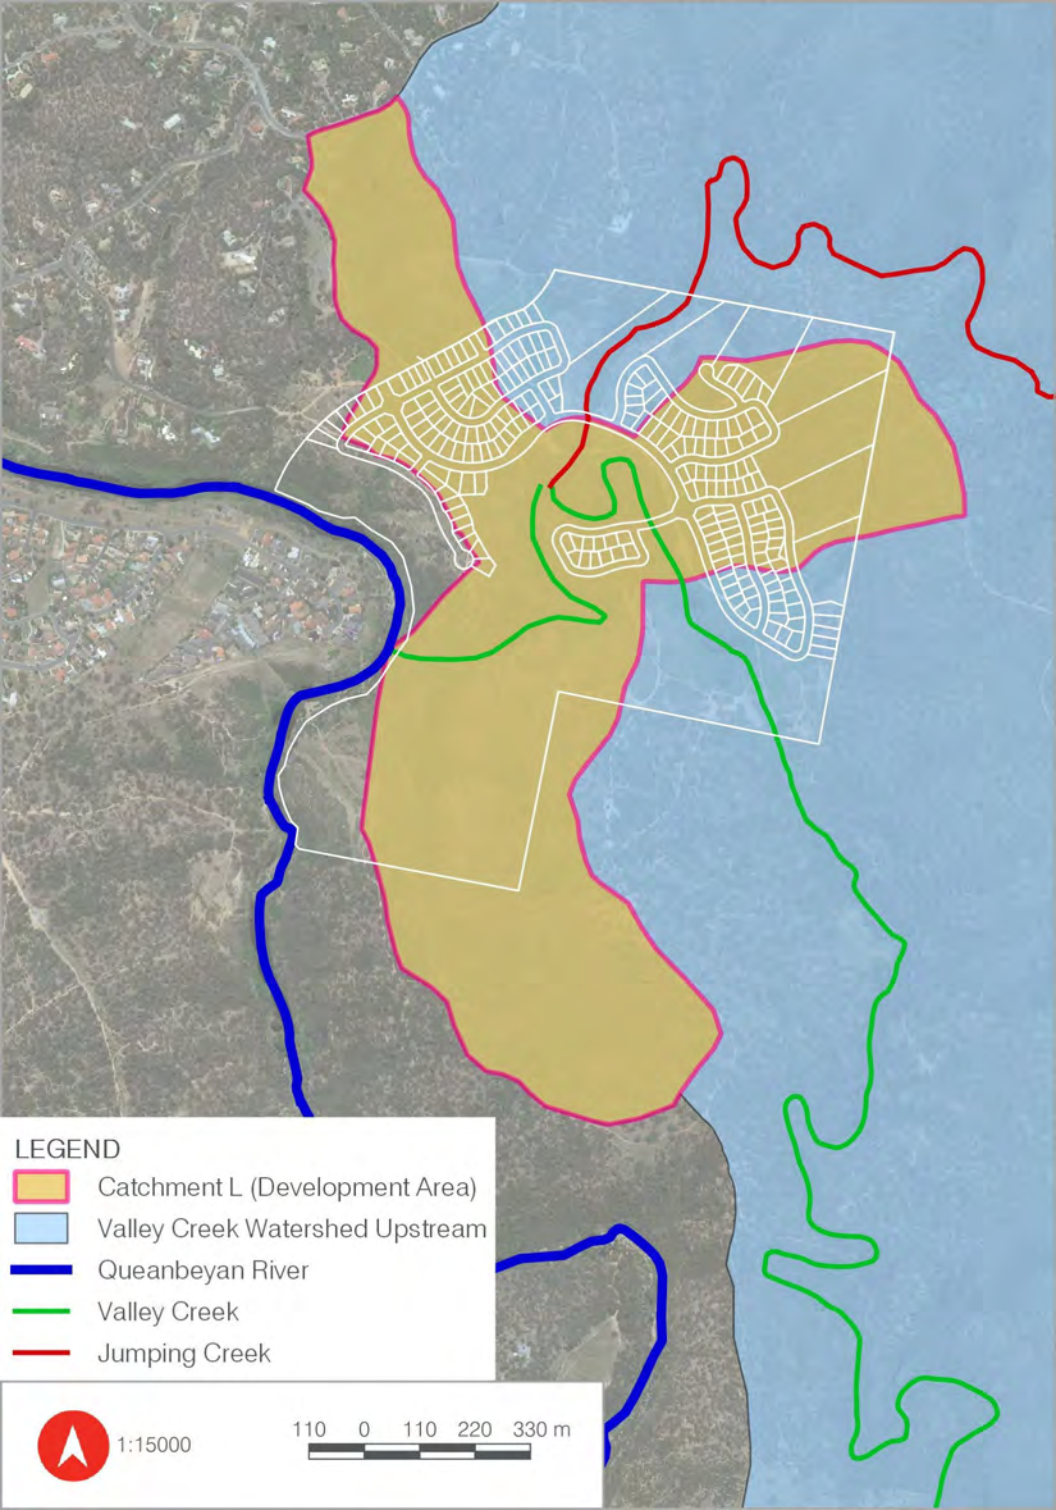 LEGEND
Catchment L (Development Area)
Valley Creek Watershed Upstream
Queanbeyan River
Valley Creek
Jumping Creek
1:15000
110 0 110 220 330 m